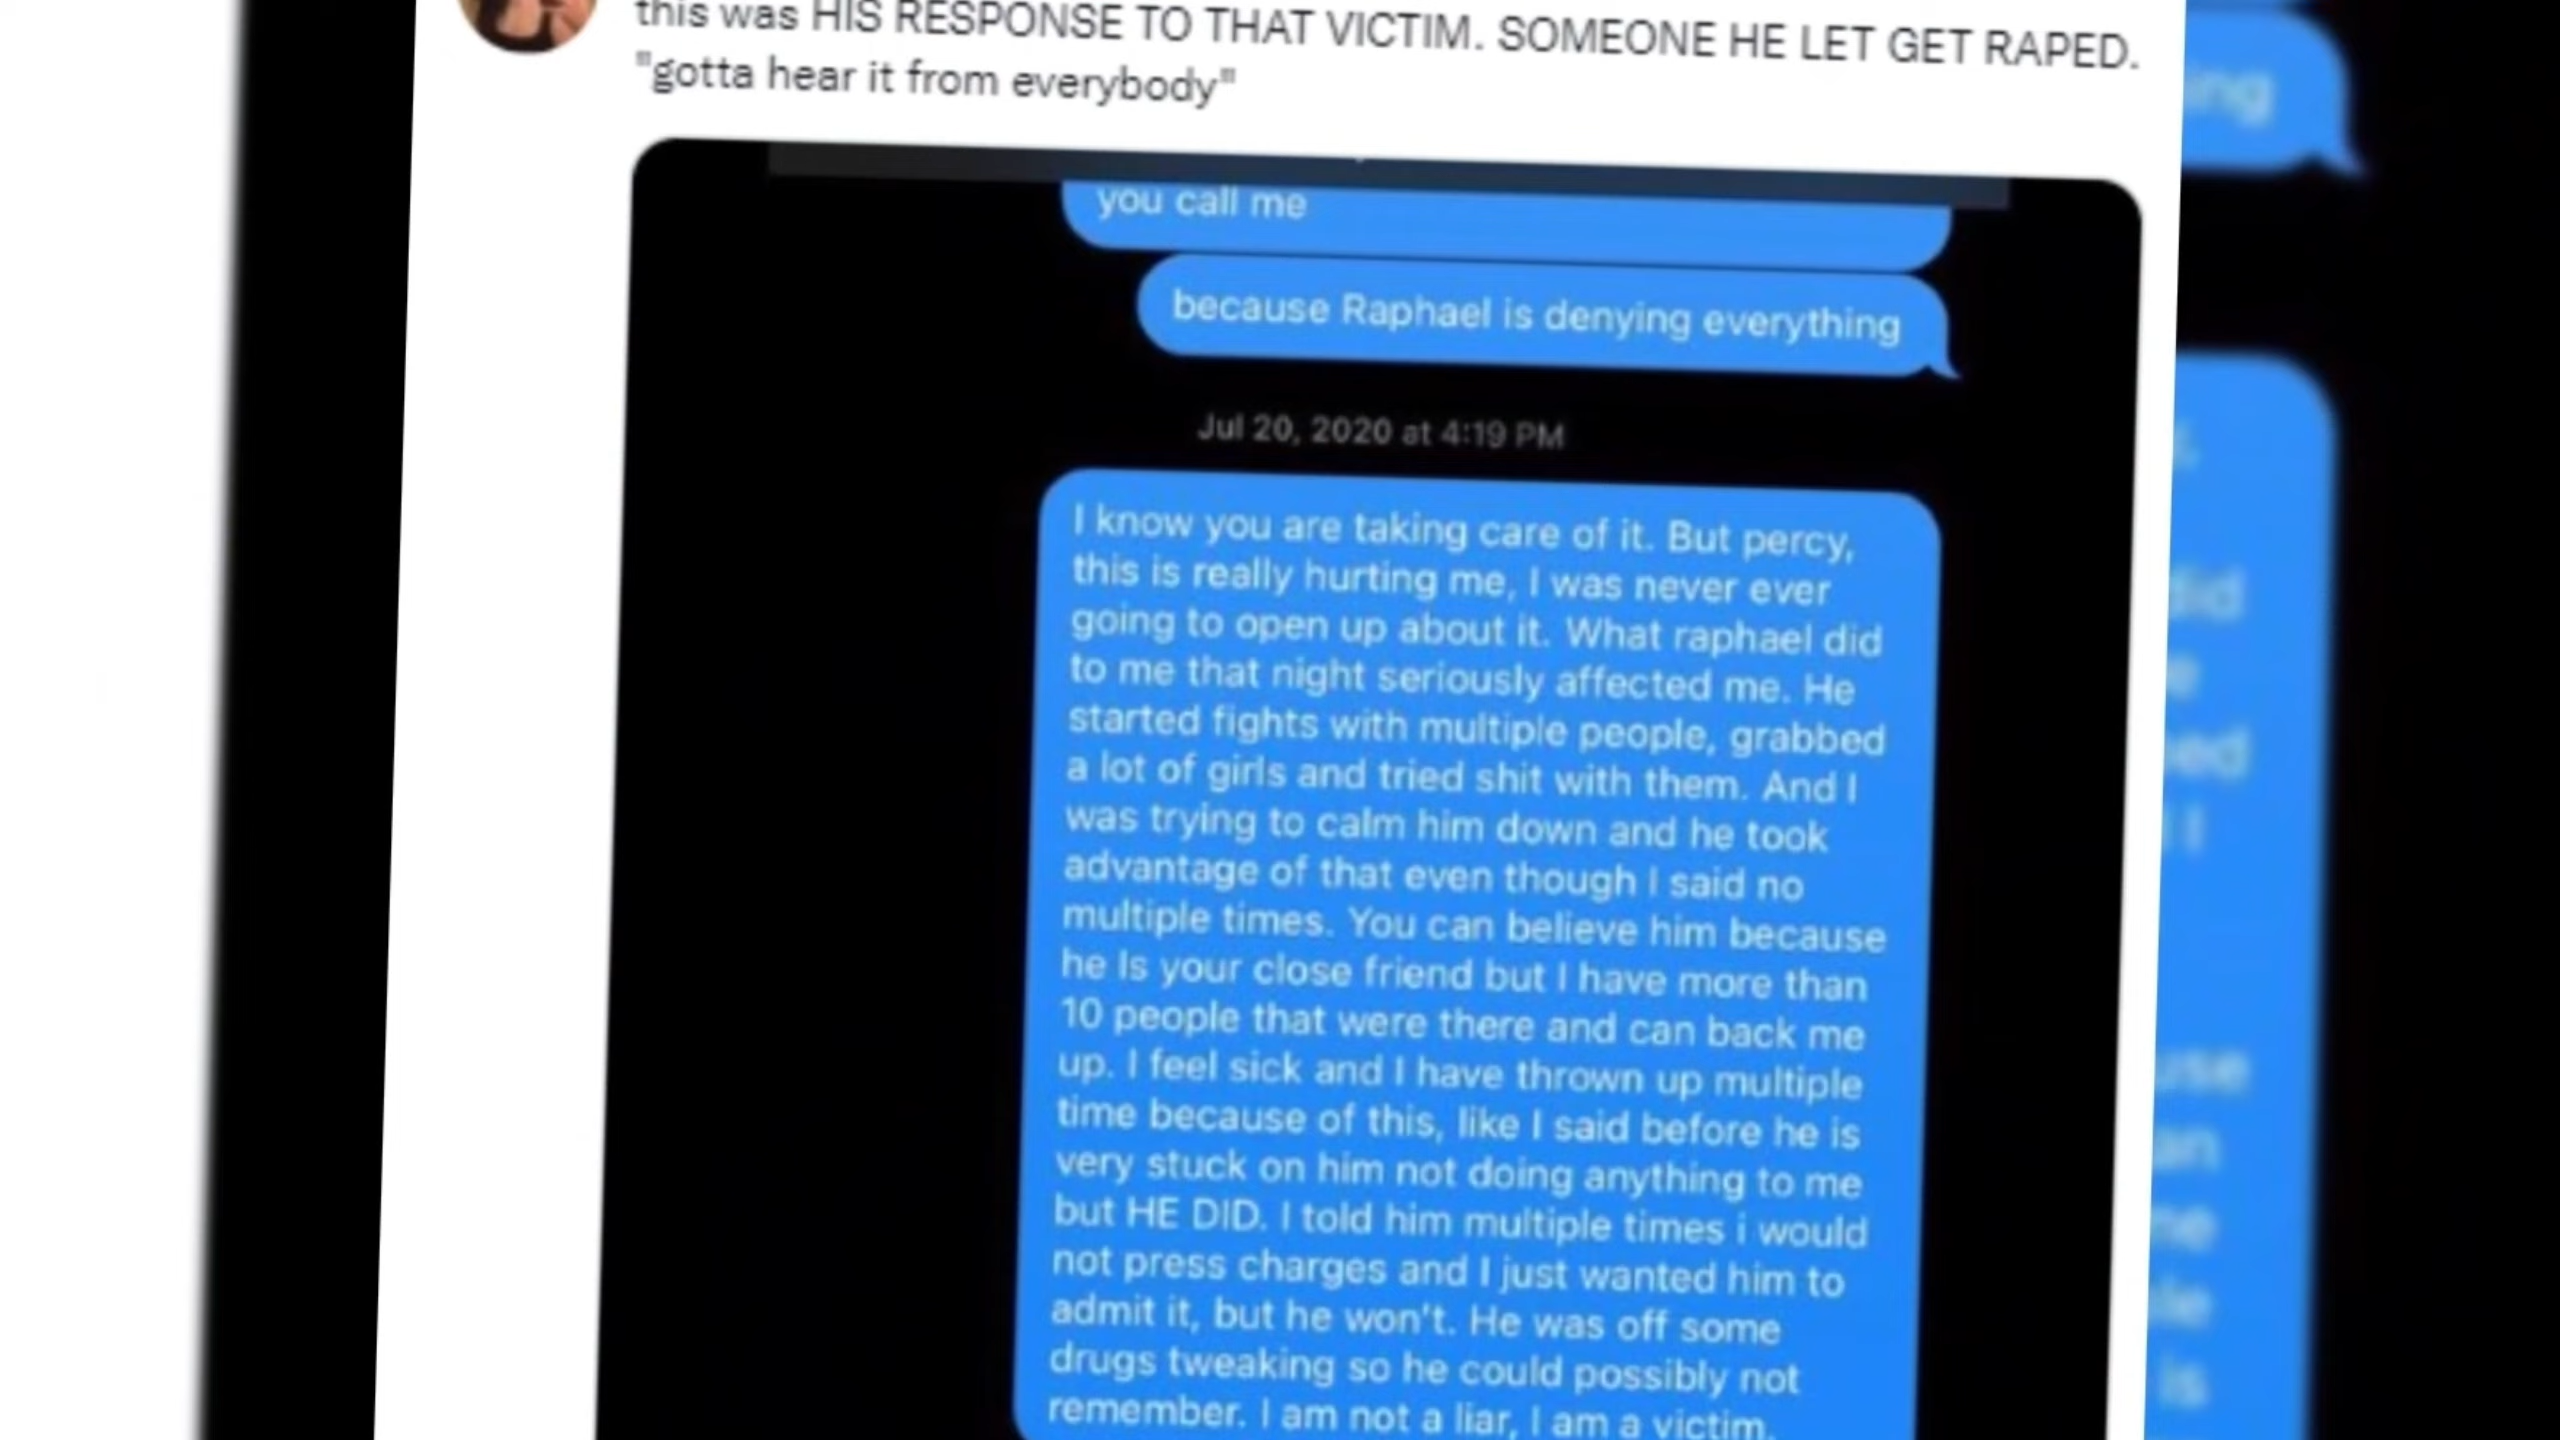 this was HIS RESPONSE TO THAT VICTIM. SOMEONE HE LET GET RAPED.
"gotta hear it from everybody"
you call me
because Raphael is denying everything
Jul 20, 2020 at 4:19 PM
I know you are taking care of it. But percy,
this is really hurting me, I was never ever
going to open up about it. What raphael did
to me that night seriously affected me. He
started fights with multiple people, grabbed
a lot of girls and tried shit with them. And I
was trying to calm him down and he took
advantage of that even though I said no
multiple times. You can believe him because
he Is your close friend but I have more than
10 people that were there and can back me
up. I feel sick and I have thrown up multiple
time because of this, like I said before he is
very stuck on him not doing anything to me
but HE DID. I told him multiple times i would
not press charges and I just wanted him to
admit it, but he won't. He was off some
drugs tweaking so he could possibly not
remember. I am not a liar, I am a victim.